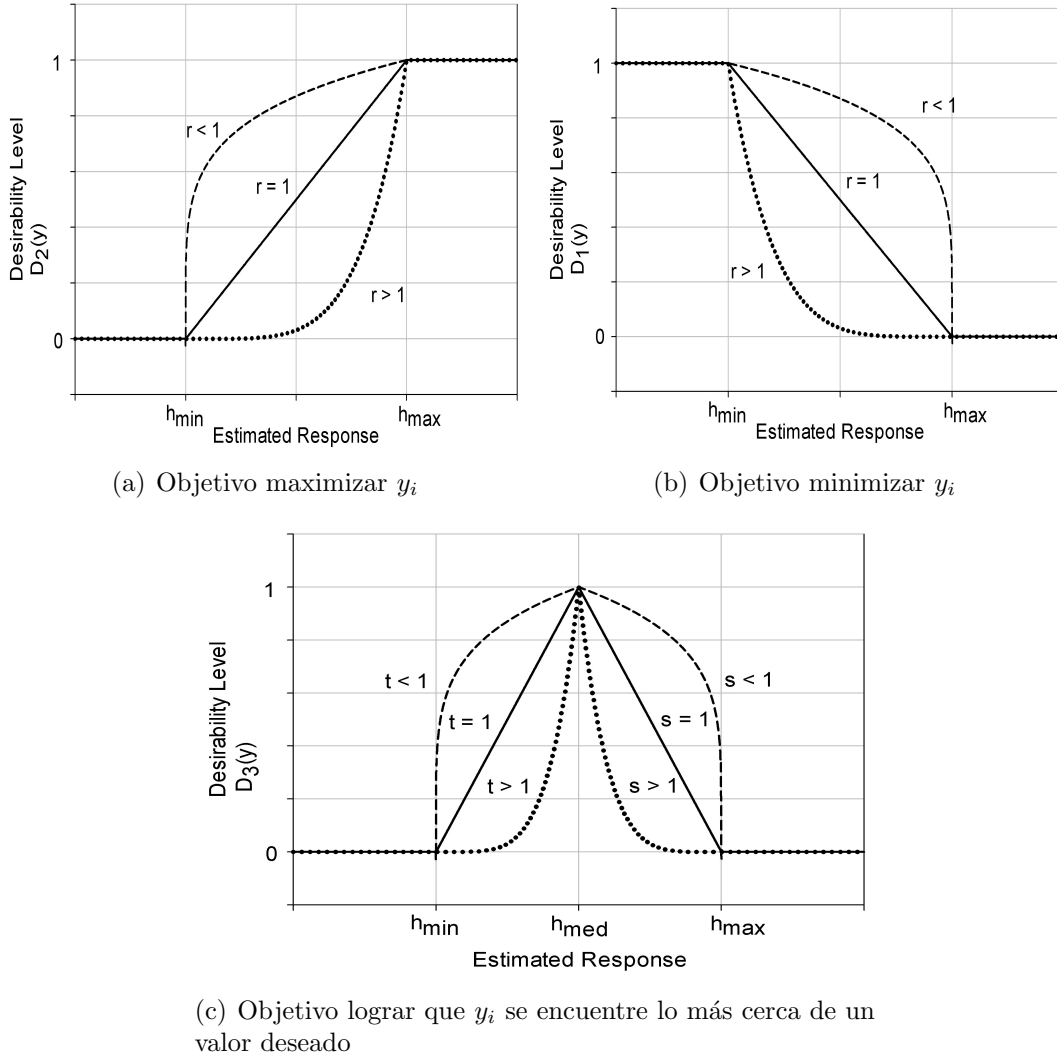 1
0
Desirability Level
D2(y)
r < 1
r = 1
r > 1
hmin
hmax
Estimated Response
(a) Objetivo maximizar yi
1
0
Desirability Level
D1(y)
r < 1
r = 1
r > 1
hmin
hmax
Estimated Response
(b) Objetivo minimizar yi
1
0
Desirability Level
D3(y)
t < 1
s < 1
t = 1
s = 1
t > 1
s > 1
hmin
hmed
hmax
Estimated Response
(c) Objetivo lograr que yi se encuentre lo más cerca de un
valor deseado